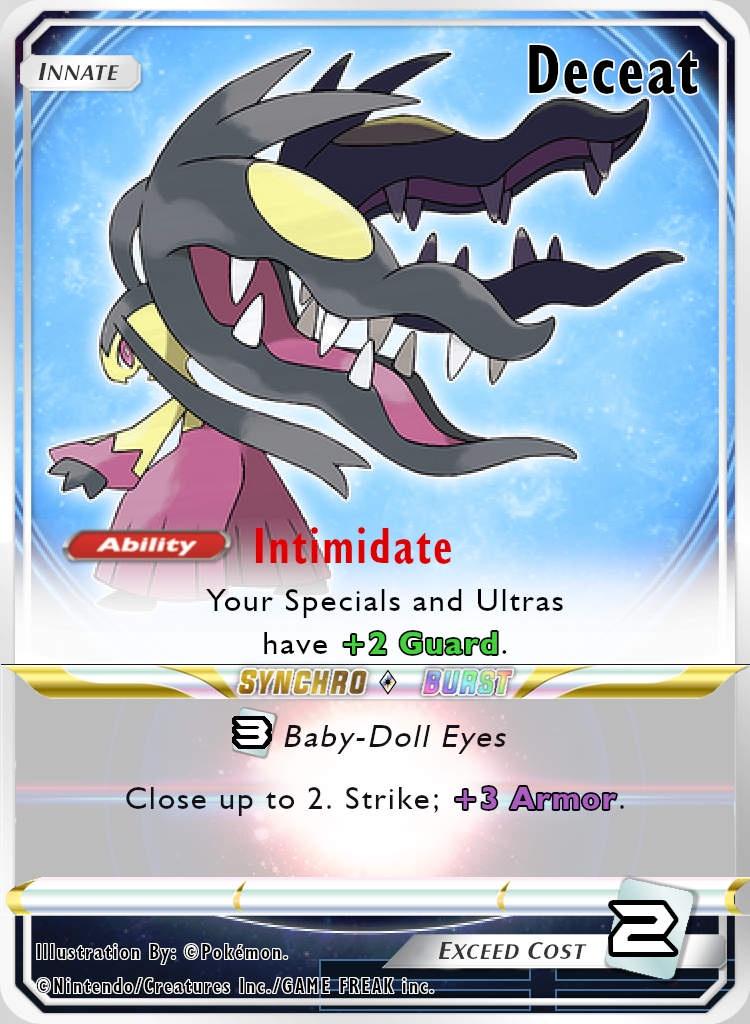 INNATE
Deceat
Ability Intimidate
Your Specials and Ultras
have +2 Guard.
SYNCHRO BURST
3 Baby-Doll Eyes
Close up to 2. Strike; +3 Armor.
2
EXCEED COST
Illustration By: ©Pokémon.
©Nintendo/Creatures Inc./GAME FREAK inc.